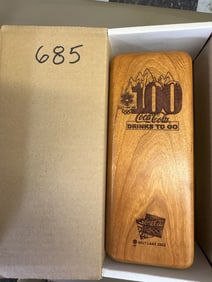 685
100
Coca-Cola
DRINKS TO GO
SALT LAKE 2002